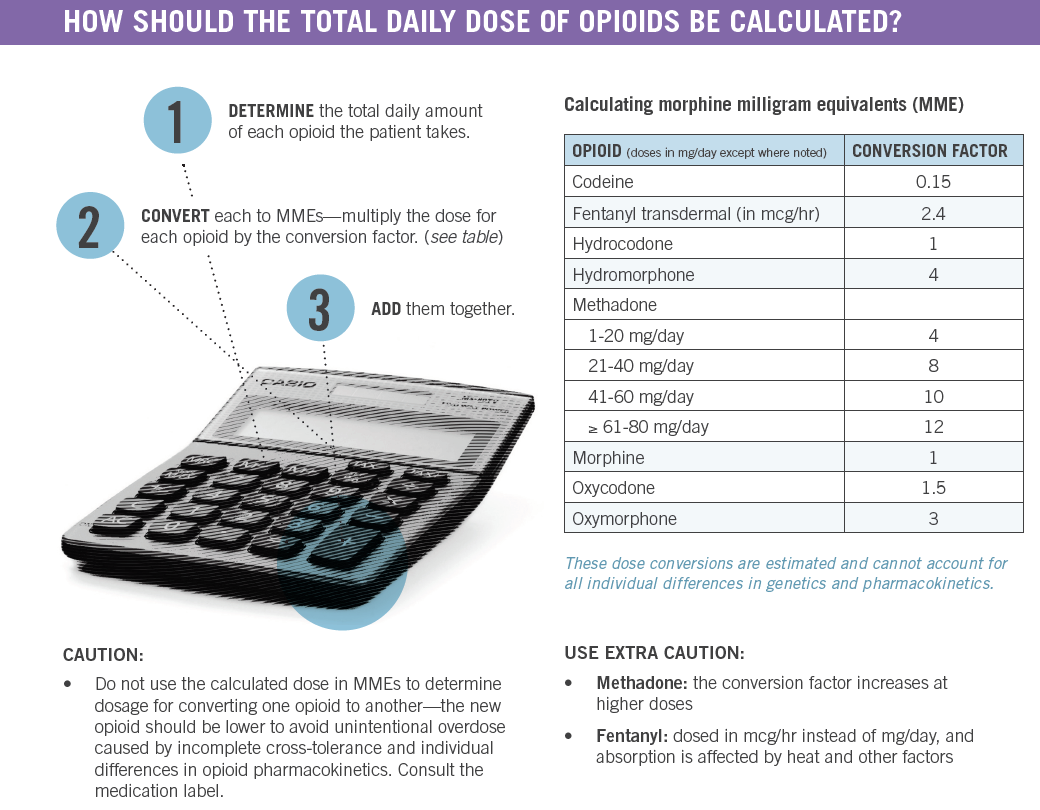 HOW SHOULD THE TOTAL DAILY DOSE OF OPIOIDS BE CALCULATED?
1
DETERMINE the total daily amount
of each opioid the patient takes.
2
CONVERT each to MMEs—multiply the dose for
each opioid by the conversion factor. (see table)
3
ADD them together.
CASIO
CAUTION:
• Do not use the calculated dose in MMEs to determine
dosage for converting one opioid to another—the new
opioid should be lower to avoid unintentional overdose
caused by incomplete cross-tolerance and individual
differences in opioid pharmacokinetics. Consult the
medication label.
Calculating morphine milligram equivalents (MME)
OPIOID (doses in mg/day except where noted) CONVERSION FACTOR
Codeine 0.15
Fentanyl transdermal (in mcg/hr) 2.4
Hydrocodone 1
Hydromorphone 4
Methadone
1-20 mg/day 4
21-40 mg/day 8
41-60 mg/day 10
≥ 61-80 mg/day 12
Morphine 1
Oxycodone 1.5
Oxymorphone 3
These dose conversions are estimated and cannot account for
all individual differences in genetics and pharmacokinetics.
USE EXTRA CAUTION:
• Methadone: the conversion factor increases at
higher doses
• Fentanyl: dosed in mcg/hr instead of mg/day, and
absorption is affected by heat and other factors